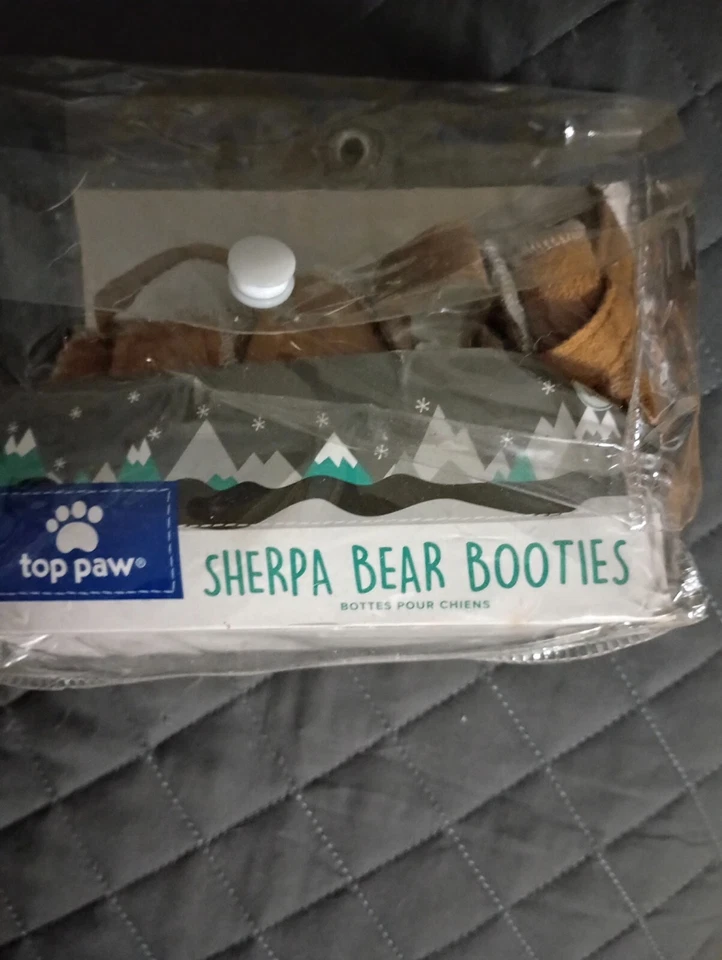 top paw®
SHERPA BEAR BOOTIES
BOTTES POUR CHIENS